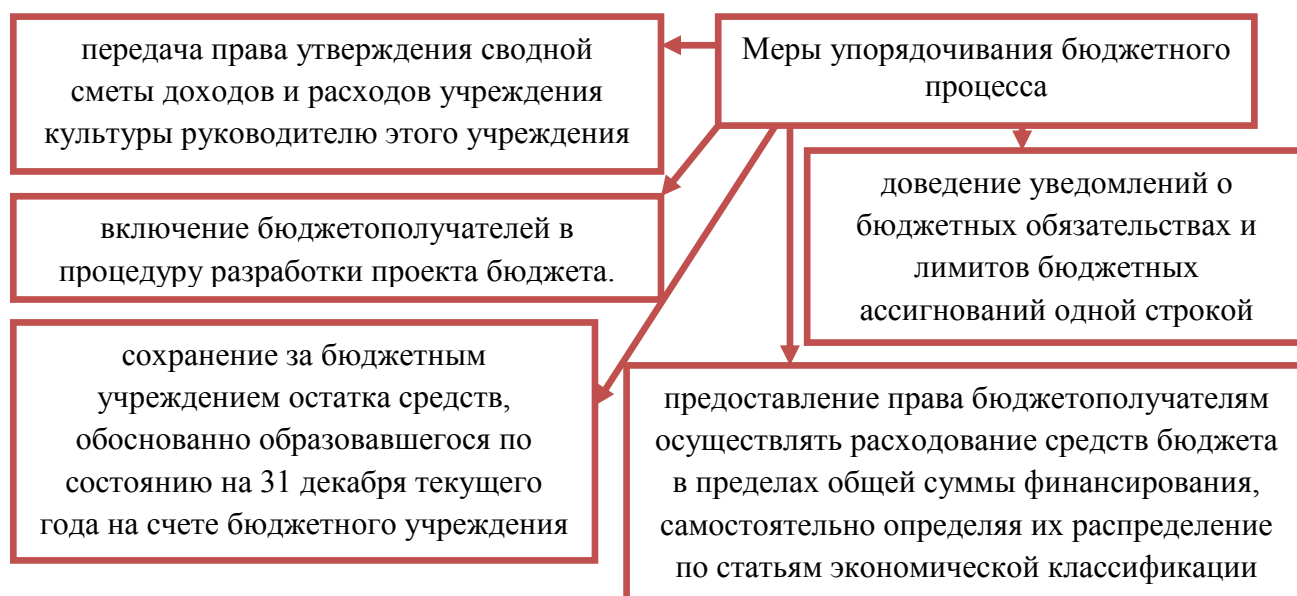 Меры упорядочивания бюджетного
процесса
передача права утверждения сводной
сметы доходов и расходов учреждения
культуры руководителю этого учреждения
включение бюджетополучателей в
процедуру разработки проекта бюджета.
сохранение за бюджетным
учреждением остатка средств,
обоснованно образовавшегося по
состоянию на 31 декабря текущего
года на счете бюджетного учреждения
доведение уведомлений о
бюджетных обязательствах и
лимитов бюджетных
ассигнований одной строкой
предоставление права бюджетополучателям
осуществлять расходование средств бюджета
в пределах общей суммы финансирования,
самостоятельно определяя их распределение
по статьям экономической классификации